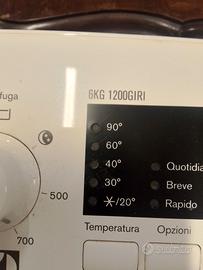 6KG 1200GIRI
fuga
90°
60°
40° Quotidia
30° Breve
*/20° Rapido
500
700
Temperatura Opzioni